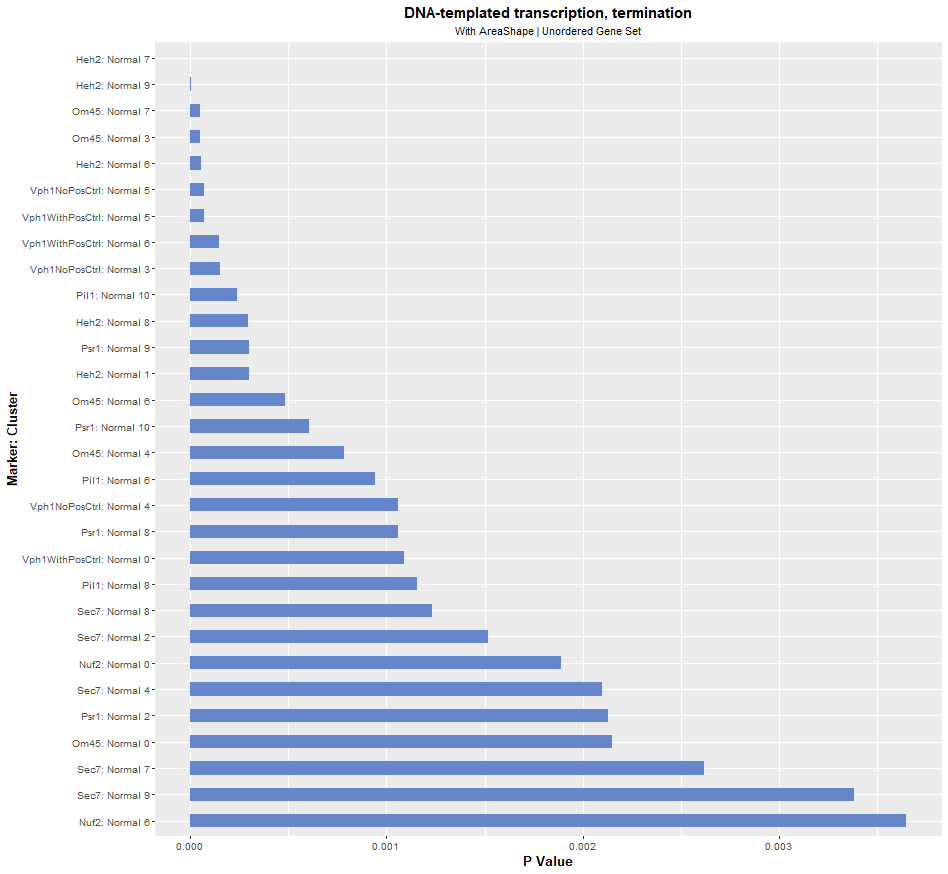 DNA-templated transcription, termination
With AreaShape | Unordered Gene Set
Marker: Cluster
Heh2: Normal 7
Heh2: Normal 9
Om45: Normal 7
Om45: Normal 3
Heh2: Normal 6
Vph1NoPosCtrl: Normal 5
Vph1WithPosCtrl: Normal 5
Vph1WithPosCtrl: Normal 6
Vph1NoPosCtrl: Normal 3
Pil1: Normal 10
Heh2: Normal 8
Psr1: Normal 9
Heh2: Normal 1
Om45: Normal 6
Psr1: Normal 10
Om45: Normal 4
Pil1: Normal 6
Vph1NoPosCtrl: Normal 4
Psr1: Normal 8
Vph1WithPosCtrl: Normal 0
Pil1: Normal 8
Sec7: Normal 8
Sec7: Normal 2
Nuf2: Normal 0
Sec7: Normal 4
Psr1: Normal 2
Om45: Normal 0
Sec7: Normal 7
Sec7: Normal 9
Nuf2: Normal 6
0.000 0.001 0.002 0.003
P Value